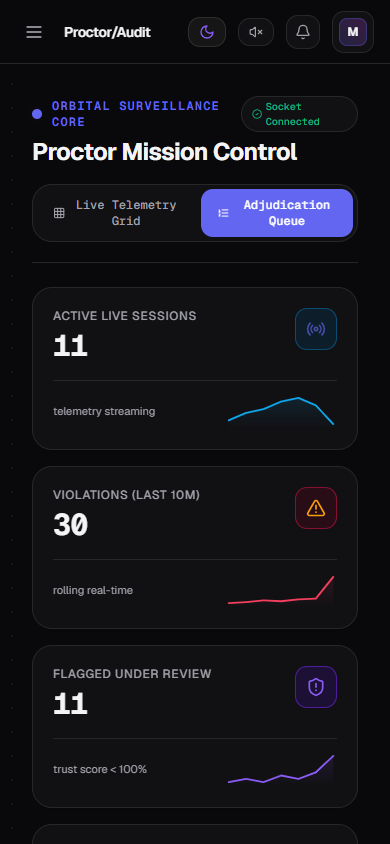 Proctor/Audit
M
ORBITAL SURVEILLANCE
CORE
Socket
Connected
Proctor Mission Control
Live Telemetry
Grid
Adjudication
Queue
ACTIVE LIVE SESSIONS
11
telemetry streaming
VIOLATIONS (LAST 10M)
30
rolling real-time
FLAGGED UNDER REVIEW
11
trust score < 100%